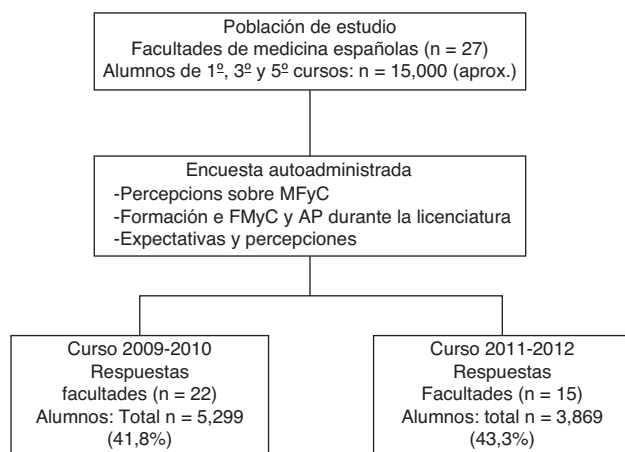 Población de estudio
Facultades de medicina españolas (n = 27)
Alumnos de 1º, 3º y 5º cursos: n = 15,000 (aprox.)
Encuesta autoadministrada
-Percepcions sobre MFyC
-Formación e FMyC y AP durante la licenciatura
-Expectativas y percepciones
Curso 2009-2010
Respuestas
facultades (n = 22)
Alumnos: Total n = 5,299
(41,8%)
Curso 2011-2012
Respuestas
Facultades (n = 15)
Alumnos: total n = 3,869
(43,3%)